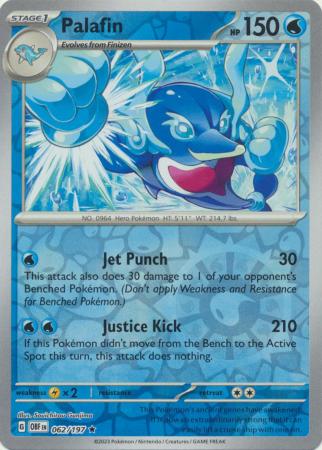 STAGE 1
Palafin
HP 150
Evolves from Finizen
NO. 0964 Hero Pokémon HT: 5'11" WT: 214.7 lbs
Jet Punch 30
This attack also does 30 damage to 1 of your opponent's
Benched Pokémon. (Don't apply Weakness and Resistance
for Benched Pokémon.)
Justice Kick 210
If this Pokémon didn't move from the Bench to the Active
Spot this turn, this attack does nothing.
weakness ×2 resistance retreat
Illus. Souichirou Gunjima
G OBF EN 062/197 ★
This Pokémon's ancient genes have awakened.
©2023 Pokémon / Nintendo / Creatures / GAME FREAK